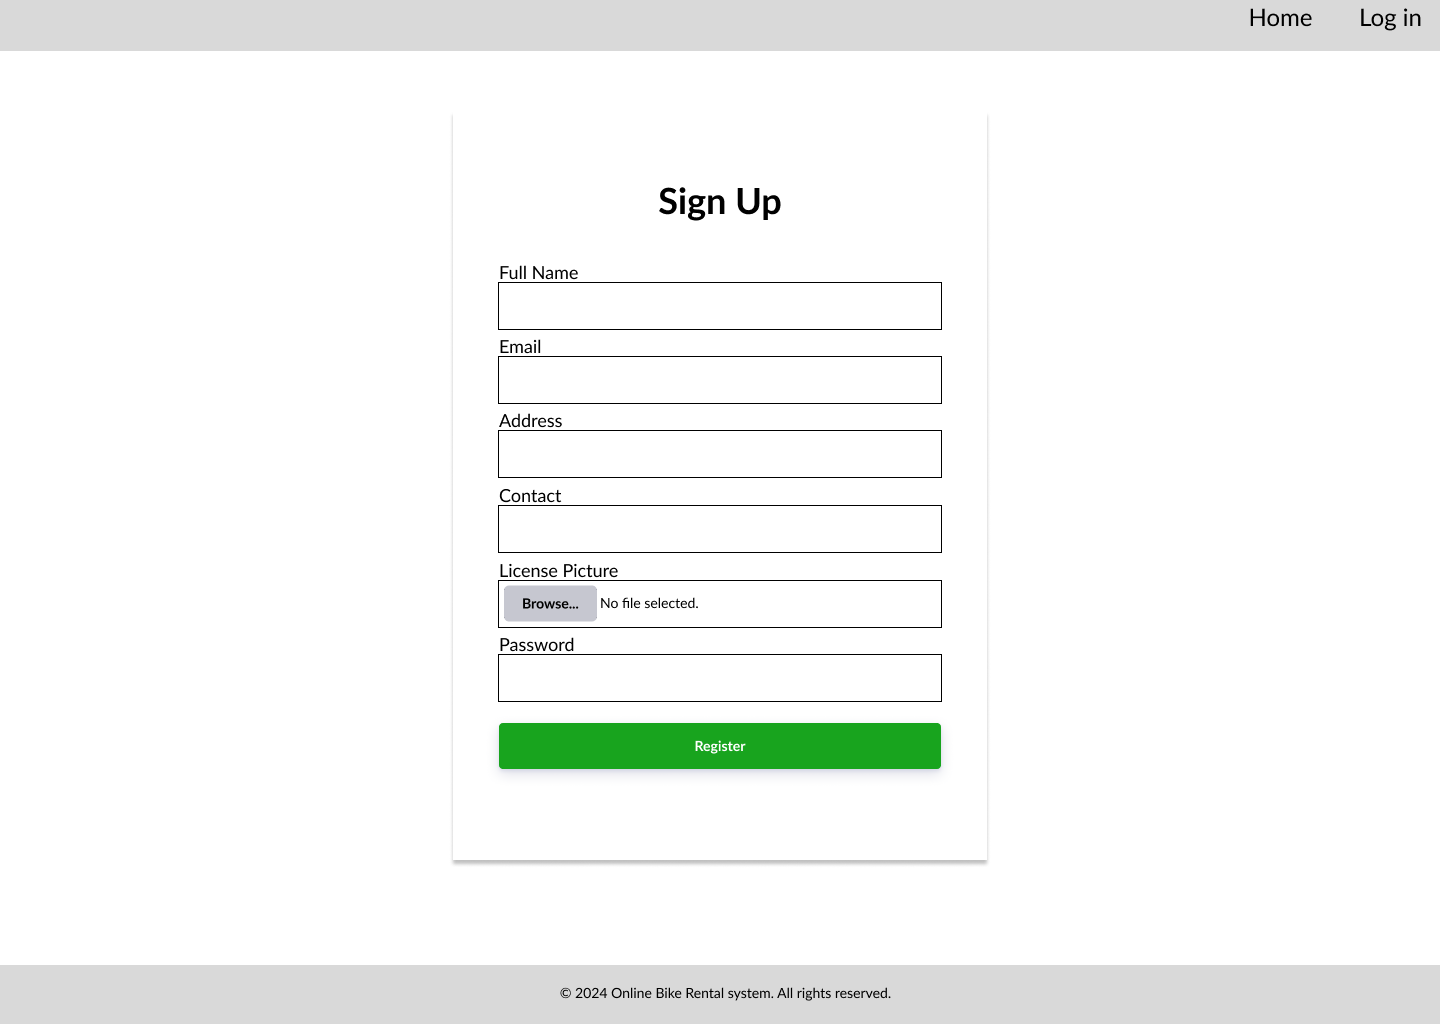 Home Log in
Sign Up
Full Name
Email
Address
Contact
License Picture
Browse... No file selected.
Password
Register
© 2024 Online Bike Rental system. All rights reserved.